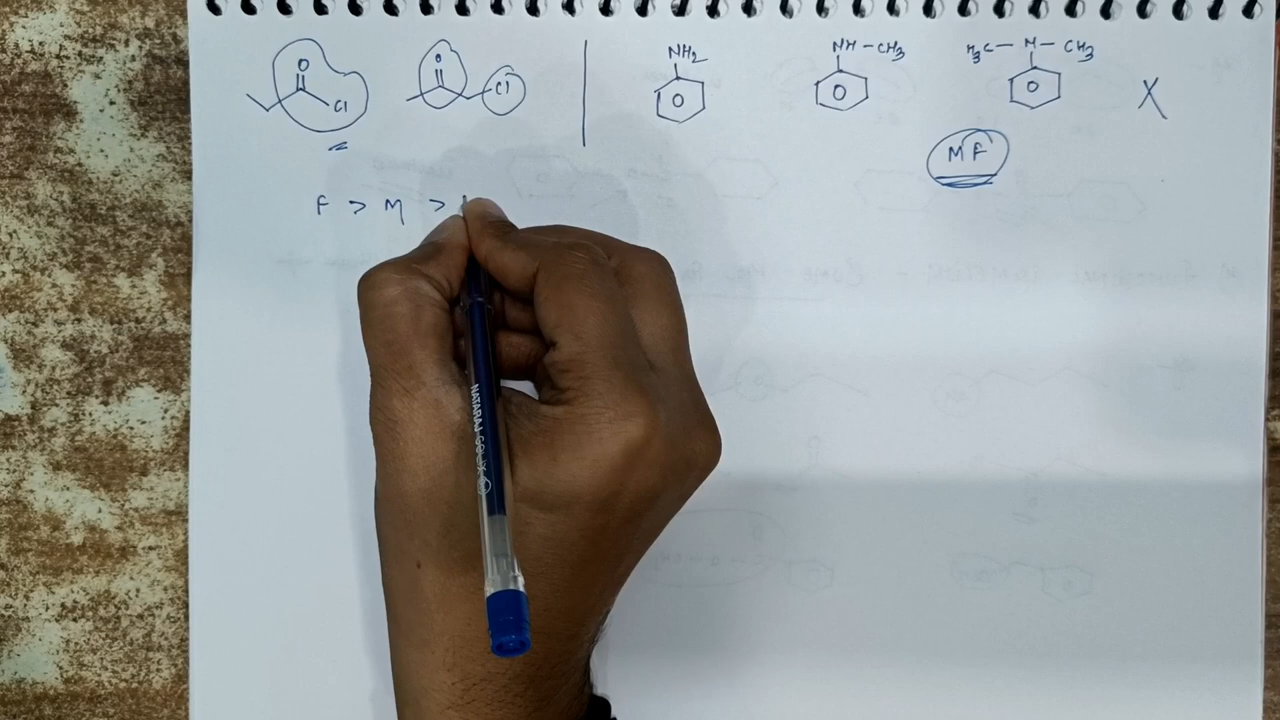 O O NH₂ NH – CH₃ H₃C – N – CH₃
Cl Cl X
MF
F > M >
NATARAJ